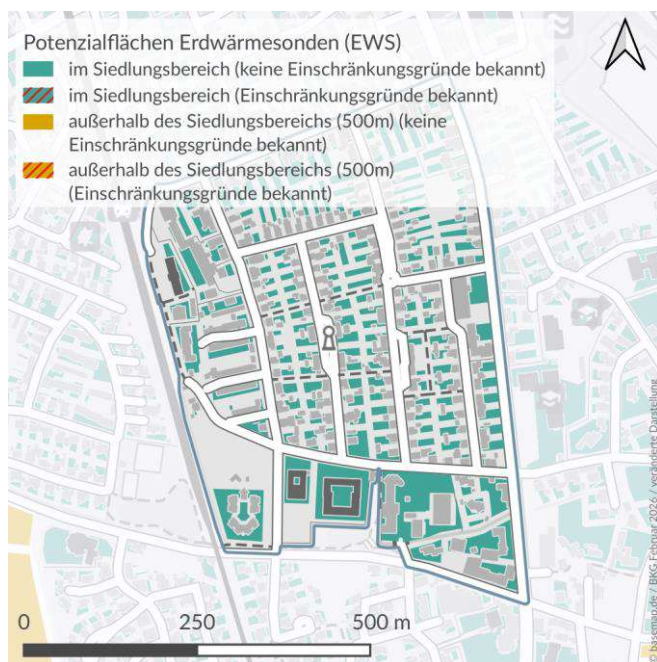 Potenzialflächen Erdwärmesonden (EWS)
im Siedlungsbereich (keine Einschränkungsgründe bekannt)
im Siedlungsbereich (Einschränkungsgründe bekannt)
außerhalb des Siedlungsbereichs (500m) (keine
Einschränkungsgründe bekannt)
außerhalb des Siedlungsbereichs (500m)
(Einschränkungsgründe bekannt)
0 250 500 m
© basemap.de / BKG Februar 2026 / veränderte Darstellung